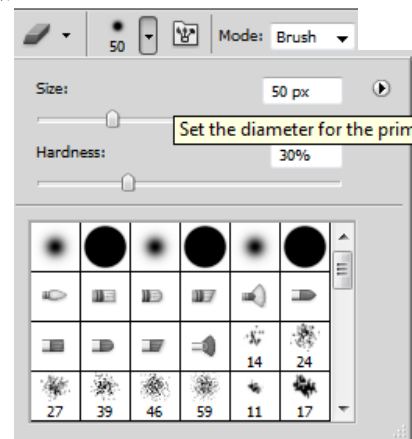 50 Mode: Brush
Size: 50 px
Set the diameter for the prim
Hardness: 30%
14 24
27 39 46 59 11 17